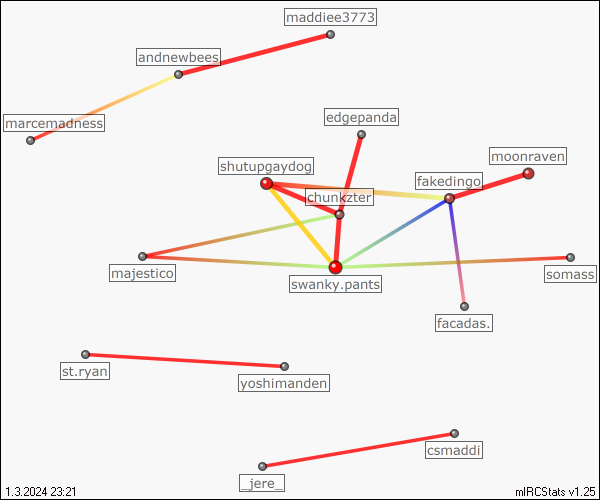 maddiee3773
andnewbees
marcemadness
edgepanda
shutupgaydog
moonraven
fakedingo
chunkzter
majestico
somass
swanky.pants
facadas.
st.ryan
yoshimanden
csmaddi
_jere_
1.3.2024 23:21
mIRCStats v1.25